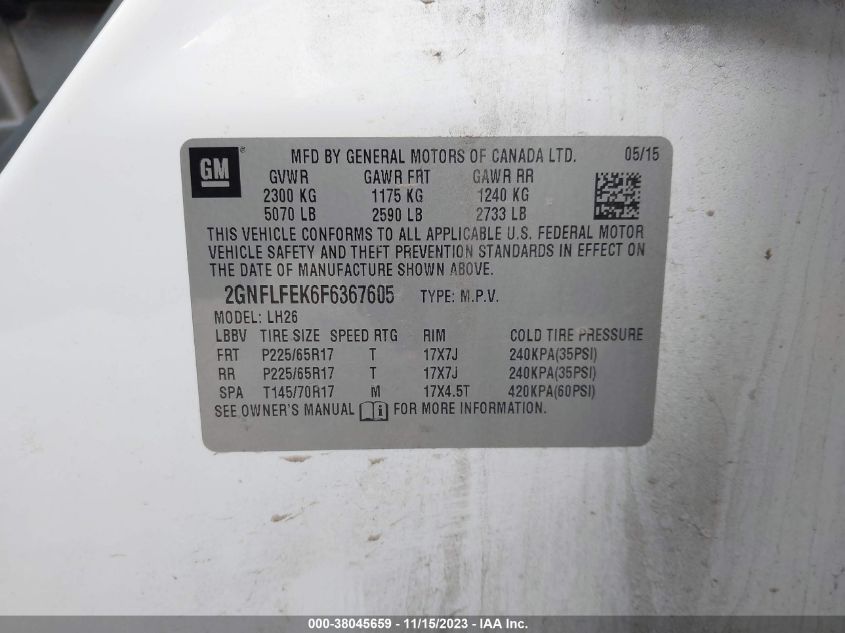 GM MFD BY GENERAL MOTORS OF CANADA LTD. 05/15
GVWR GAWR FRT GAWR RR
2300 KG 1175 KG 1240 KG
5070 LB 2590 LB 2733 LB
THIS VEHICLE CONFORMS TO ALL APPLICABLE U.S. FEDERAL MOTOR
VEHICLE SAFETY AND THEFT PREVENTION STANDARDS IN EFFECT ON
THE DATE OF MANUFACTURE SHOWN ABOVE.
2GNFLFEK6F6367605 TYPE: M.P.V.
MODEL: LH26
LBBV TIRE SIZE SPEED RTG RIM COLD TIRE PRESSURE
FRT P225/65R17 T 17X7J 240KPA(35PSI)
RR P225/65R17 T 17X7J 240KPA(35PSI)
SPA T145/70R17 M 17X4.5T 420KPA(60PSI)
SEE OWNER'S MANUAL i FOR MORE INFORMATION.
000-38045659 - 11/15/2023 - IAA Inc.